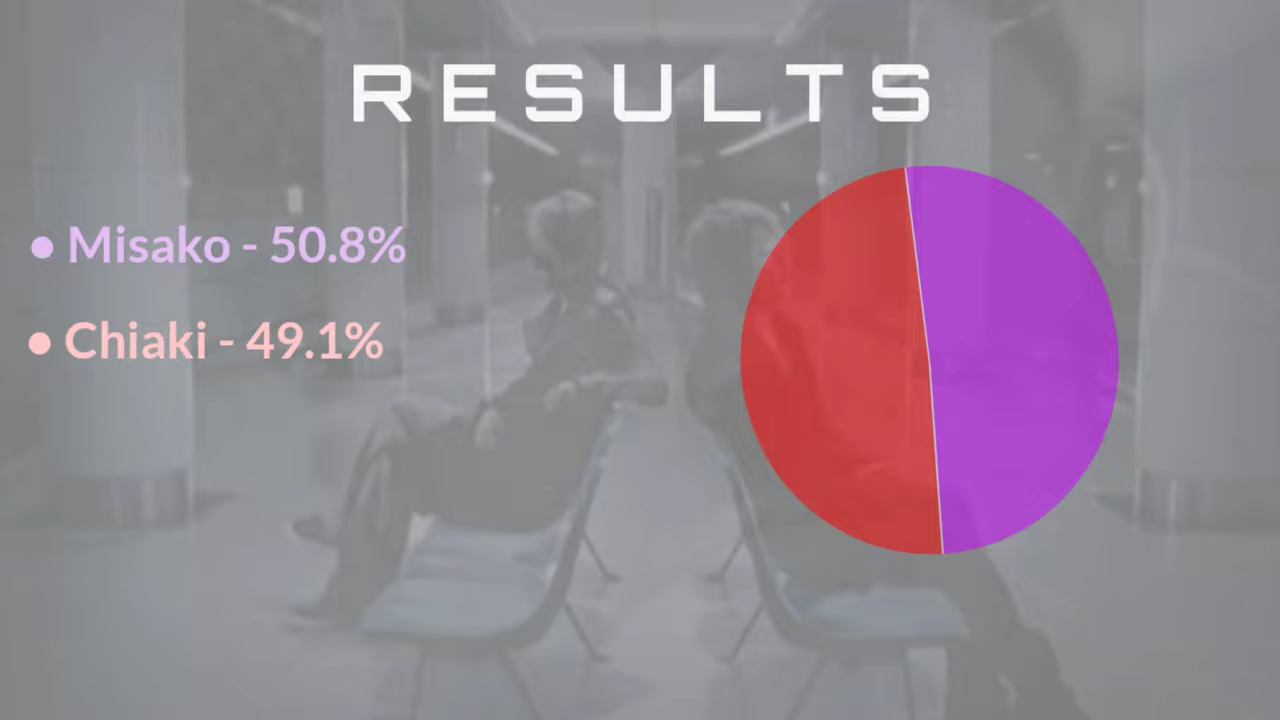 RESULTS
• Misako - 50.8%
• Chiaki - 49.1%